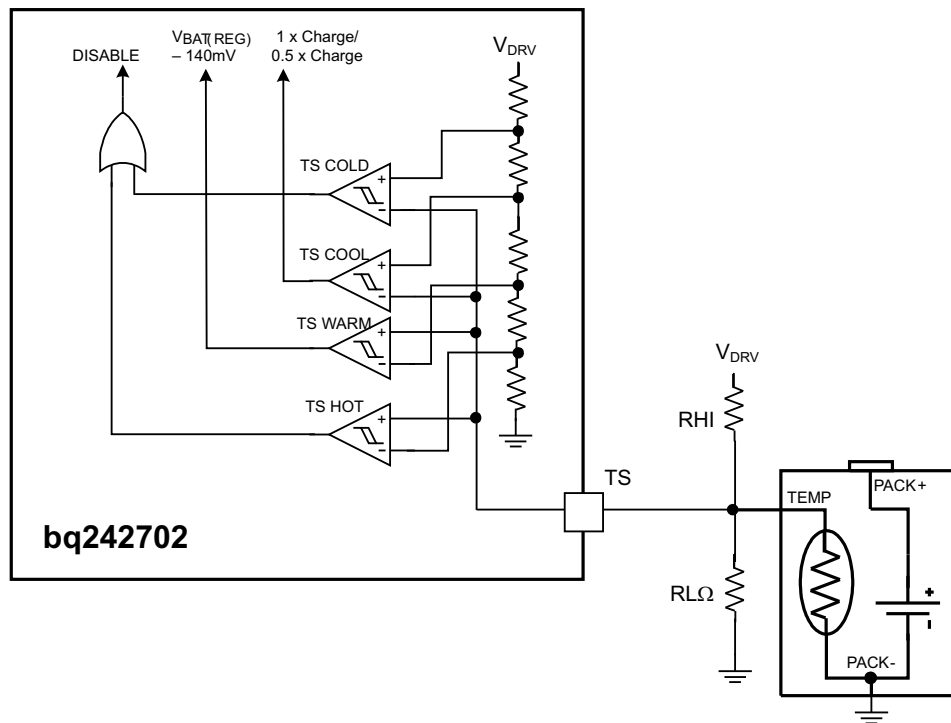 DISABLE
VBAT(REG)
– 140mV
1 x Charge/
0.5 x Charge
VDRV
TS COLD
+
−
TS COOL
+
−
TS WARM
+
−
TS HOT
+
−
bq242702
TS
VDRV
RHI
RLΩ
TEMP
PACK+
+
−
PACK-